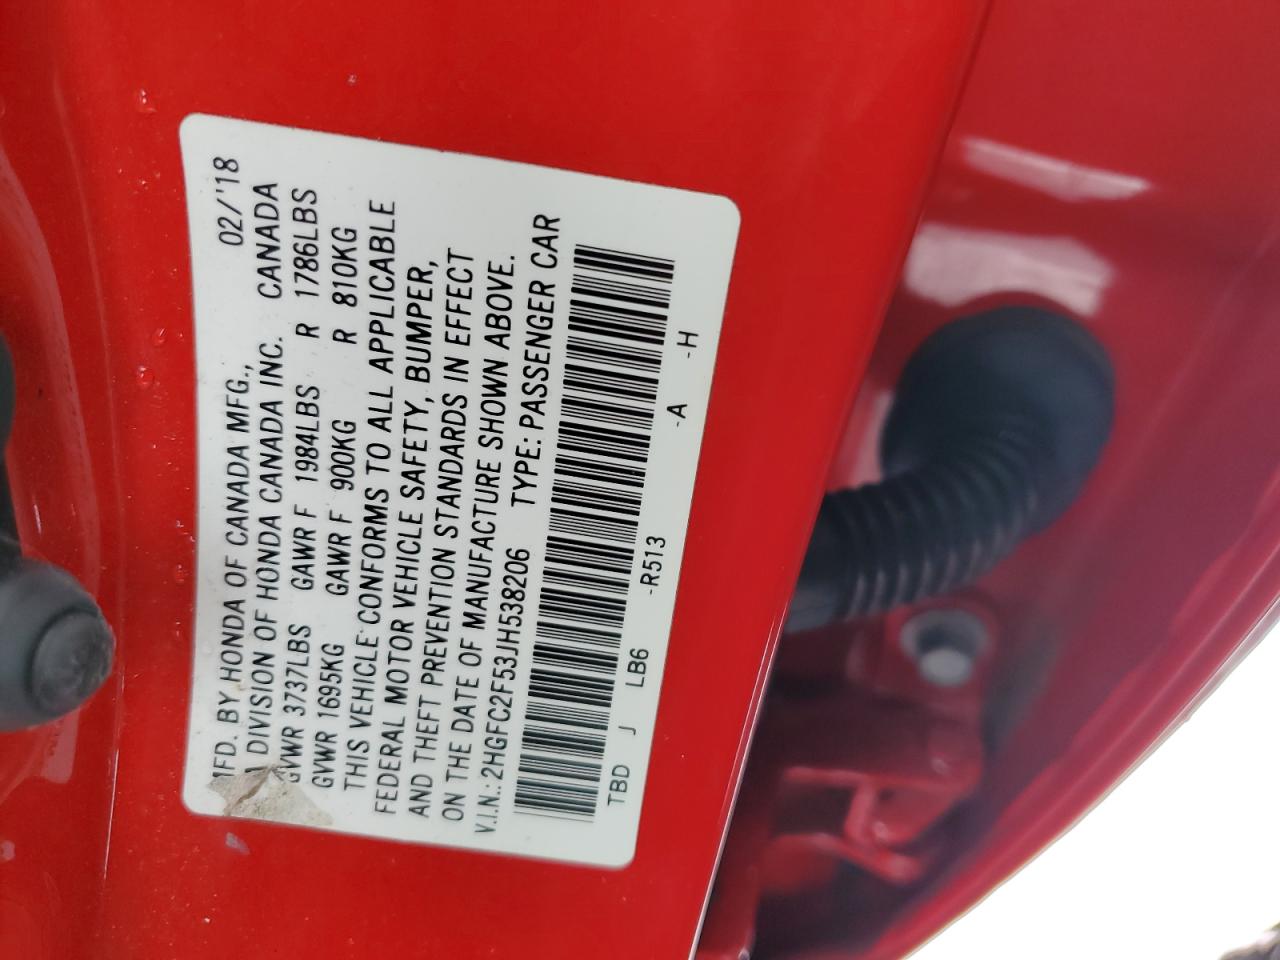 MFD. BY HONDA OF CANADA MFG., 02/'18
DIVISION OF HONDA CANADA INC. CANADA
GVWR 3737LBS GAWR F 1984LBS R 1786LBS
GVWR 1695KG GAWR F 900KG R 810KG
THIS VEHICLE CONFORMS TO ALL APPLICABLE
FEDERAL MOTOR VEHICLE SAFETY, BUMPER,
AND THEFT PREVENTION STANDARDS IN EFFECT
ON THE DATE OF MANUFACTURE SHOWN ABOVE.
V.I.N.: 2HGFC2F53JH538206 TYPE: PASSENGER CAR
TBD J LB6 -R513 -A -H